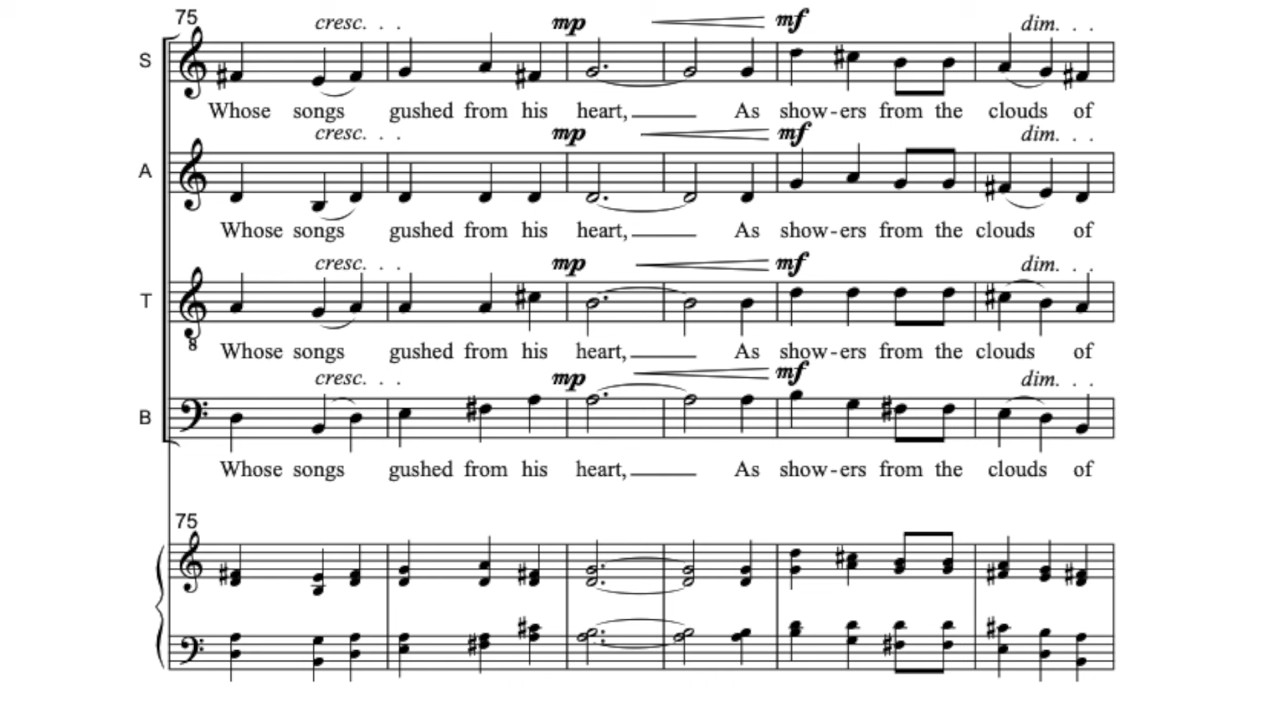 75
cresc. . . mp mf dim. . .
S
Whose songs gushed from his heart, As show-ers from the clouds of
cresc. . . mp mf dim. . .
A
Whose songs gushed from his heart, As show-ers from the clouds of
cresc. . . mp mf dim. . .
T
8
Whose songs gushed from his heart, As show-ers from the clouds of
cresc. . . mp mf dim. . .
B
Whose songs gushed from his heart, As show-ers from the clouds of
75